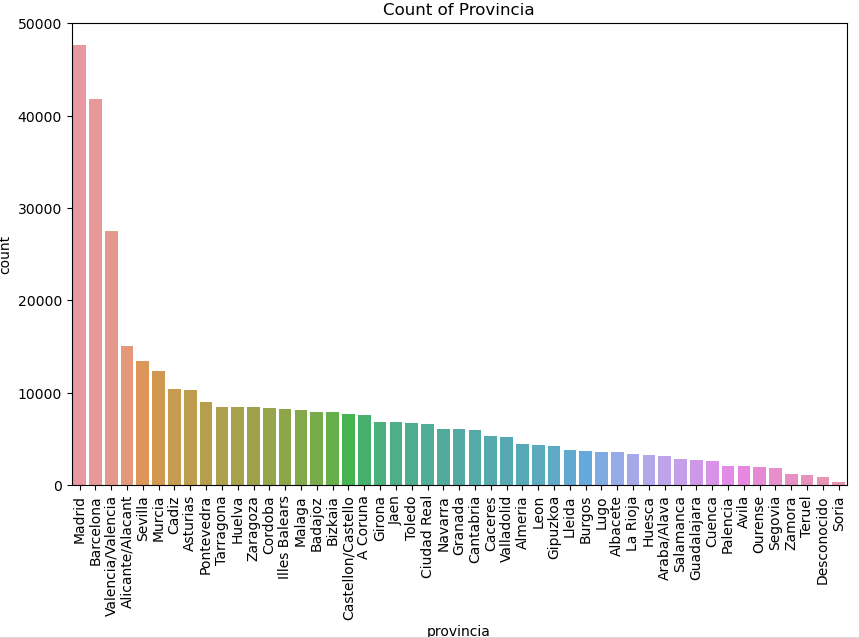 Count of Provincia
50000
40000
30000
20000
10000
0
count
Madrid
Barcelona
Valencia/Valencia
Alicante/Alacant
Sevilla
Murcia
Cadiz
Asturias
Pontevedra
Tarragona
Huelva
Zaragoza
Cordoba
Illes Balears
Malaga
Badajoz
Bizkaia
Castellon/Castello
A Coruna
Girona
Jaen
Toledo
Ciudad Real
Navarra
Granada
Cantabria
Caceres
Valladolid
Almeria
Leon
Gipuzkoa
Lleida
Burgos
Lugo
Albacete
La Rioja
Huesca
Araba/Alava
Salamanca
Guadalajara
Cuenca
Palencia
Avila
Ourense
Segovia
Zamora
Teruel
Desconocido
Soria
provincia